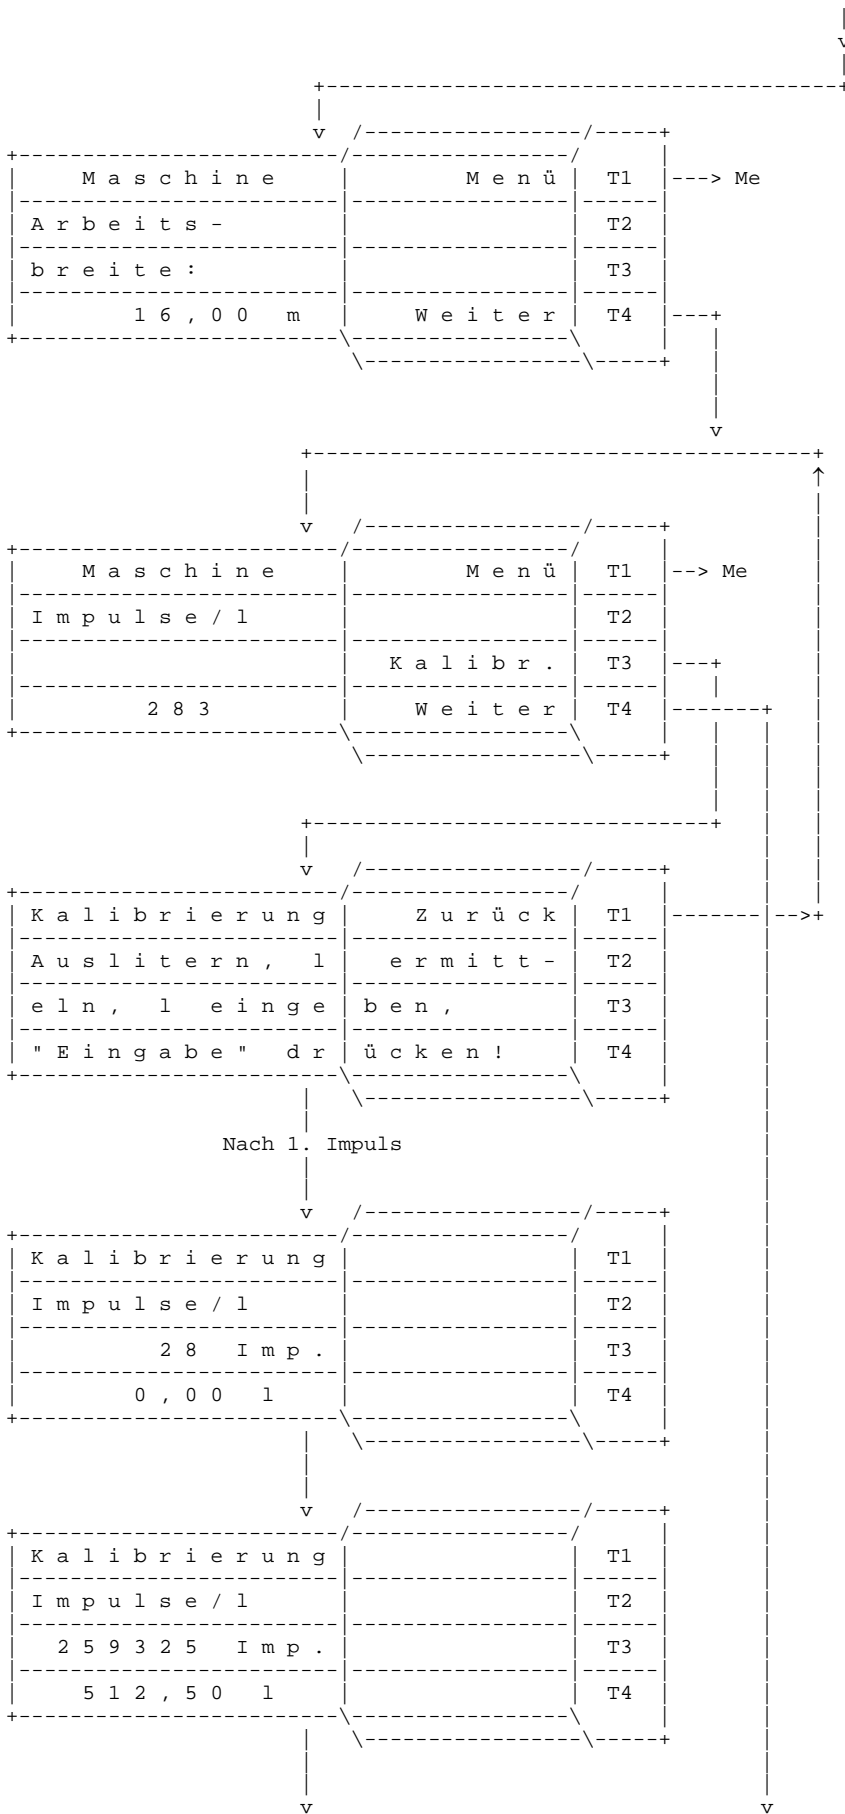 Maschine Menü T1 ---> Me
Arbeits- T2
breite: T3
16,00 m Weiter T4
Maschine Menü T1 --> Me
Impulse/l T2
Kalibr. T3
283 Weiter T4
Kalibrierung Zurück T1
Auslitern, l ermitt- T2
eln, l einge ben, T3
"Eingabe" dr ücken! T4
Nach 1. Impuls
Kalibrierung T1
Impulse/l T2
28 Imp. T3
0,00 l T4
Kalibrierung T1
Impulse/l T2
259325 Imp. T3
512,50 l T4